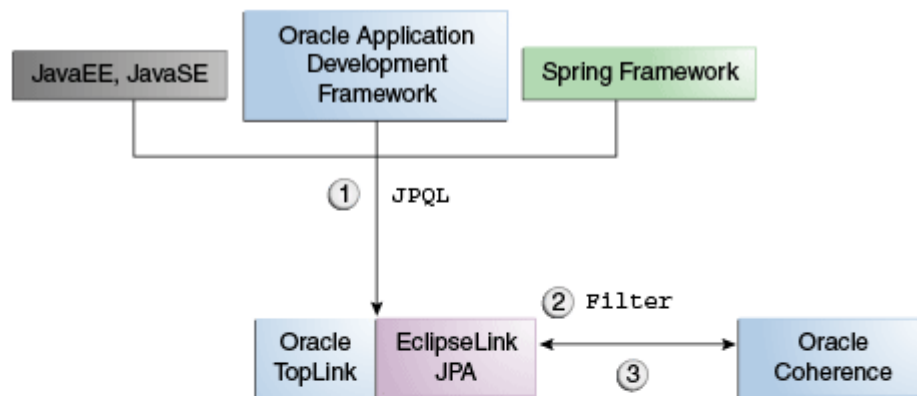 Oracle Application
Development
Framework
JavaEE, JavaSE
Spring Framework
1 JPQL
2 Filter
Oracle
TopLink
EclipseLink
JPA
3
Oracle
Coherence